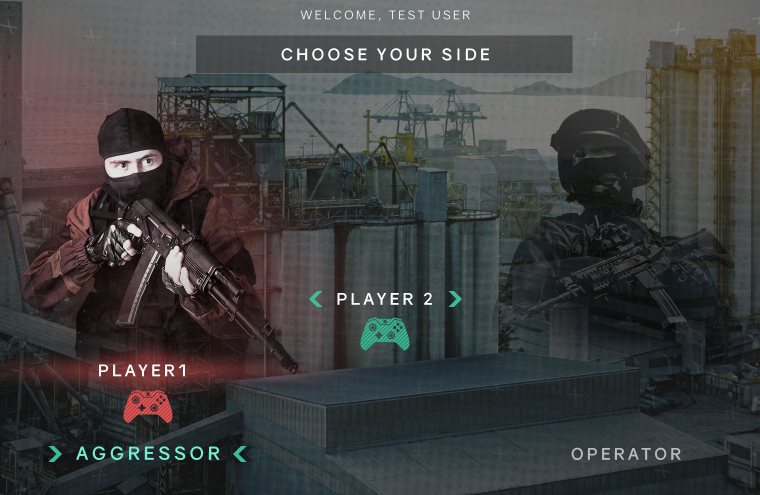 WELCOME, TEST USER
CHOOSE YOUR SIDE
PLAYER 2
PLAYER1
AGGRESSOR
OPERATOR